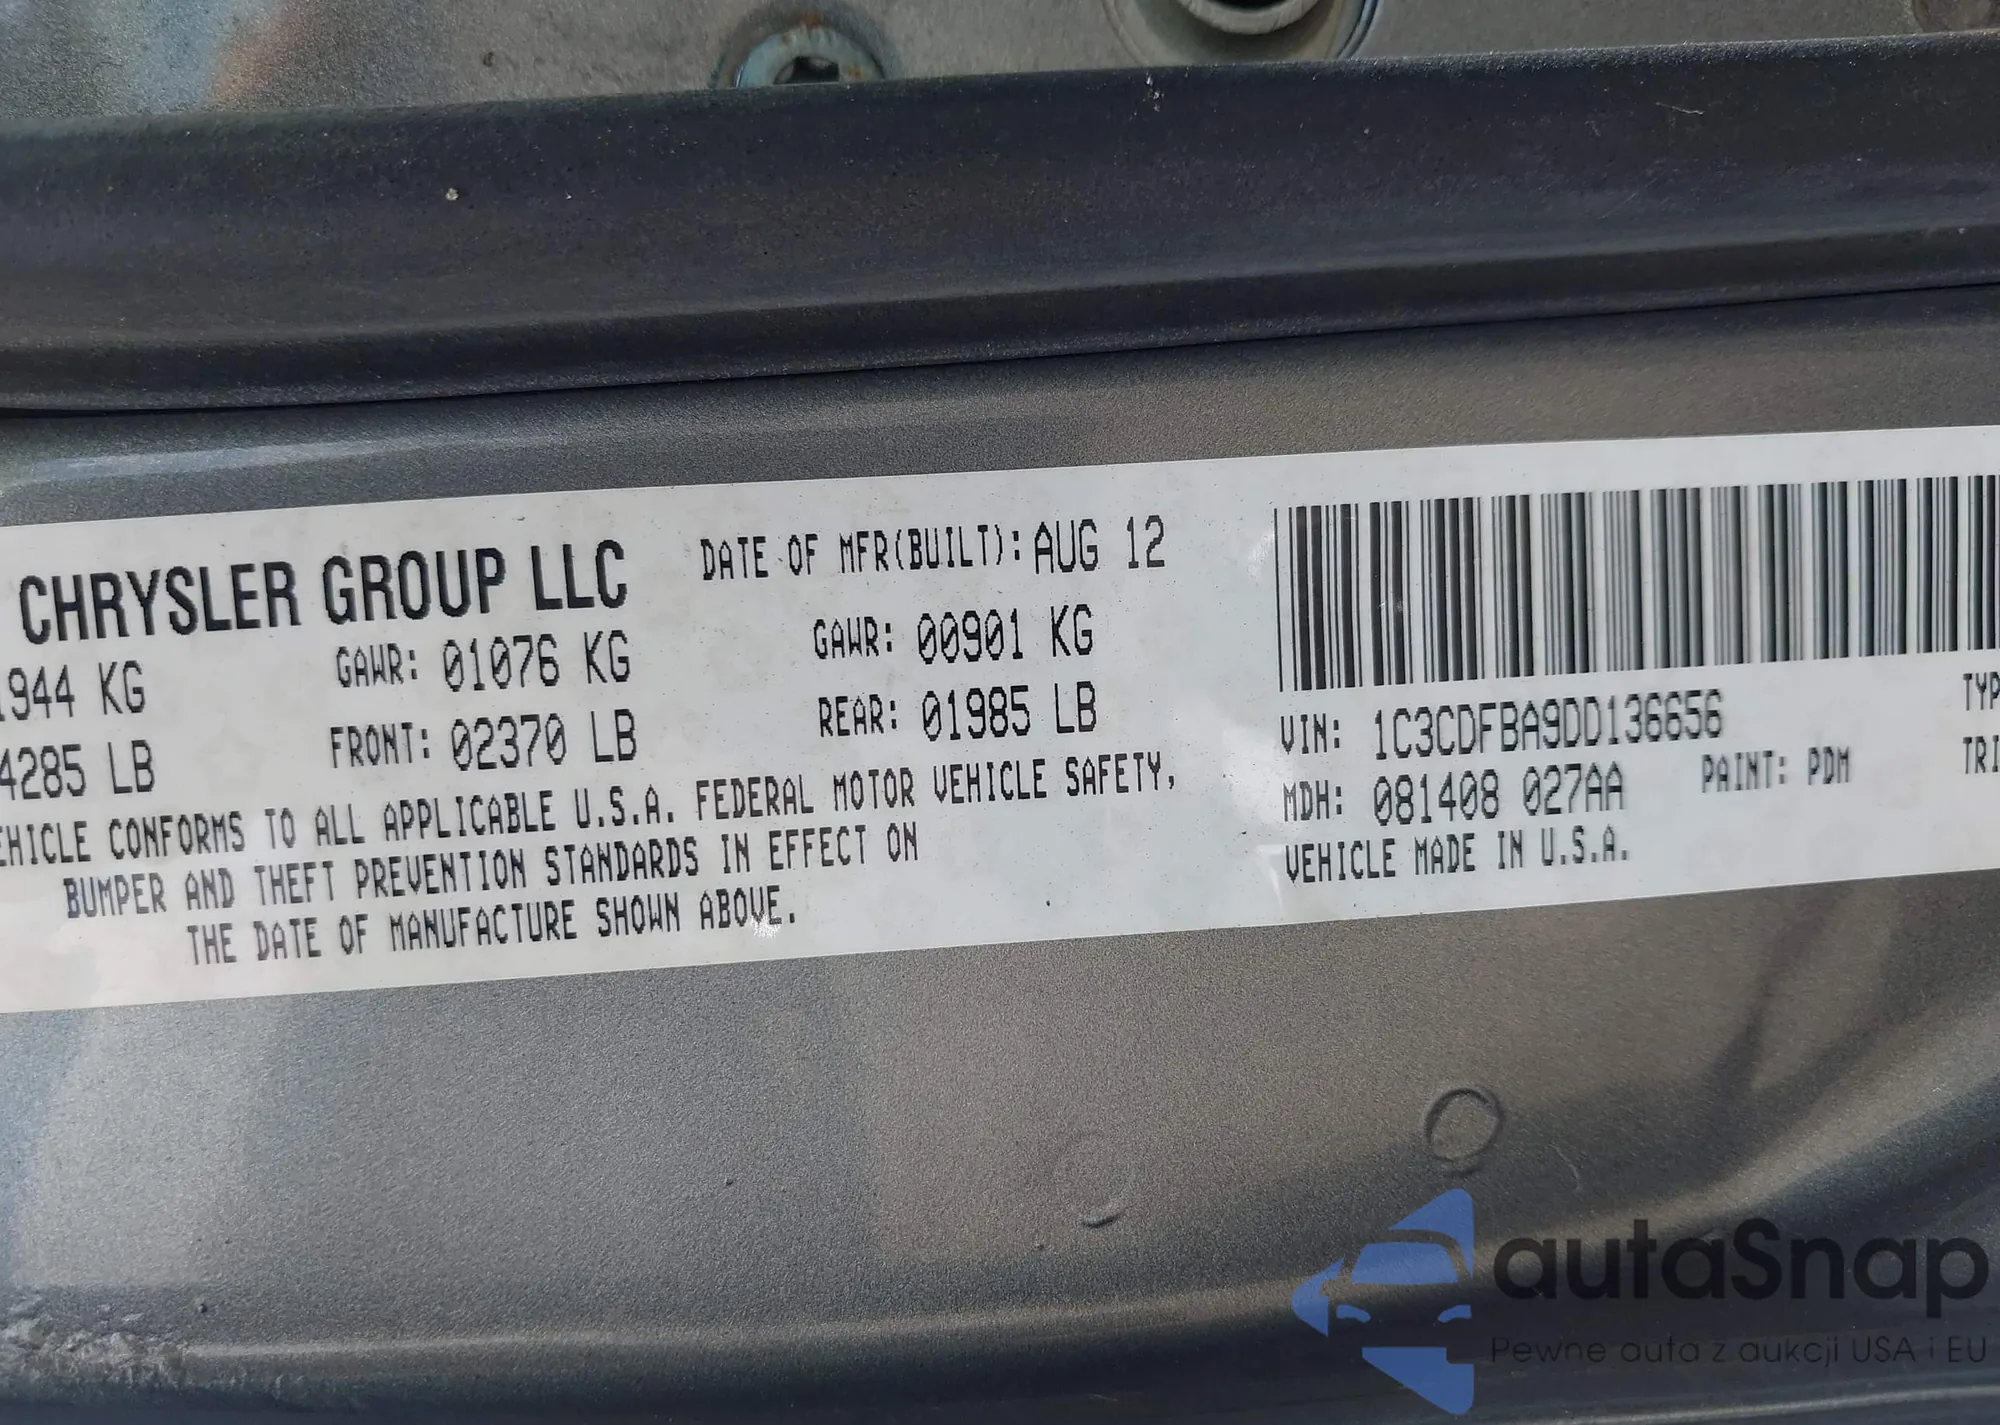 CHRYSLER GROUP LLC DATE OF MFR(BUILT): AUG 12
1944 KG GAWR: 01076 KG GAWR: 00901 KG
4285 LB FRONT: 02370 LB REAR: 01985 LB
EHICLE CONFORMS TO ALL APPLICABLE U.S.A. FEDERAL MOTOR VEHICLE SAFETY,
BUMPER AND THEFT PREVENTION STANDARDS IN EFFECT ON
THE DATE OF MANUFACTURE SHOWN ABOVE.
VIN: 1C3CDFBA9DD136656 TYP
MDH: 081408 027AA PAINT: PDM TRI
VEHICLE MADE IN U.S.A.
autaSnap
Pewne auta z aukcji USA i EU